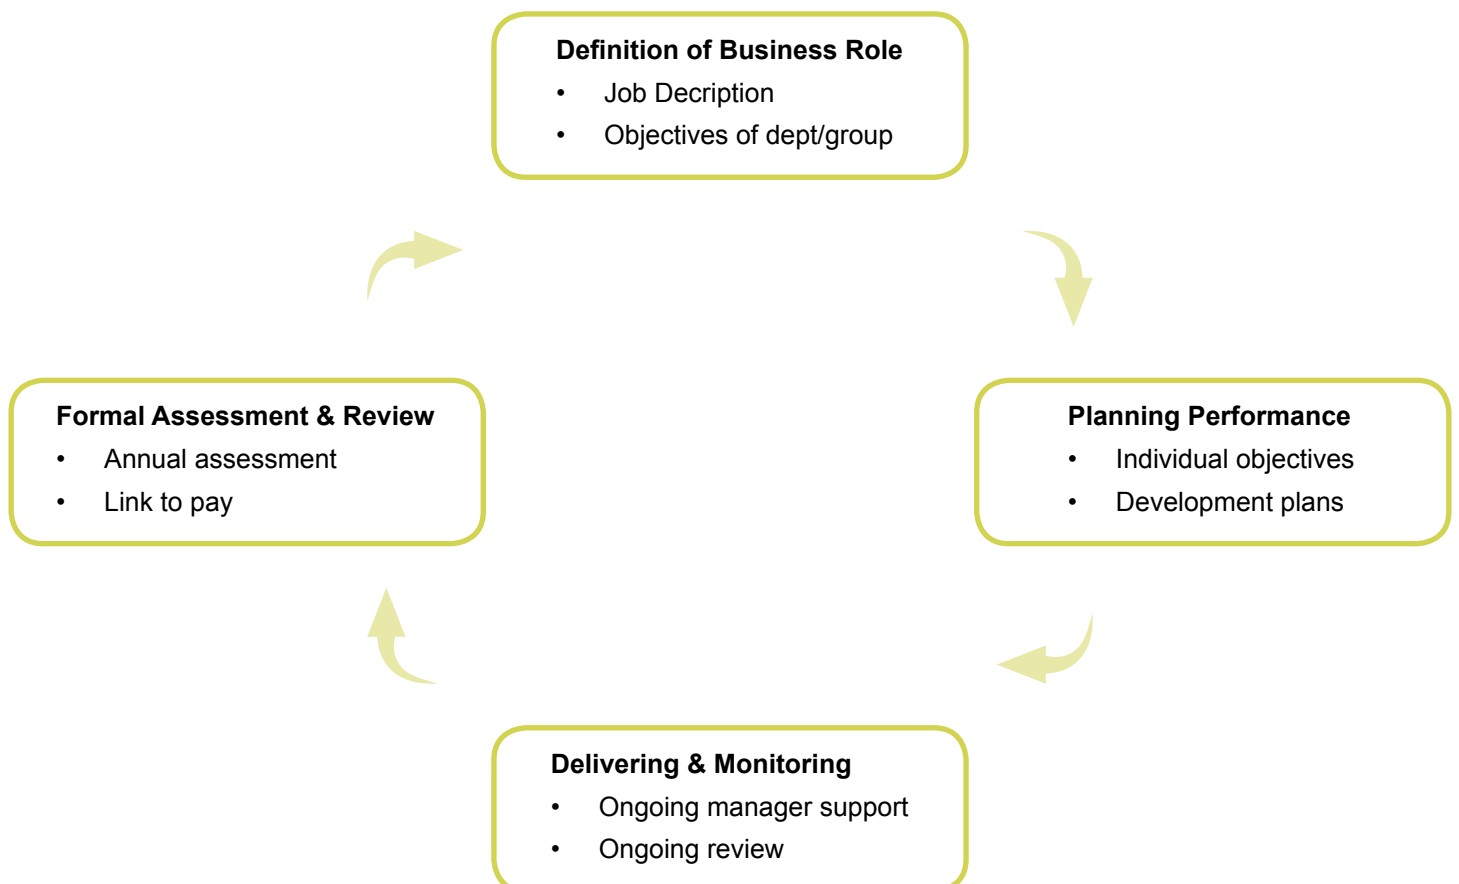 Definition of Business Role
• Job Decription
• Objectives of dept/group
Formal Assessment & Review
• Annual assessment
• Link to pay
Planning Performance
• Individual objectives
• Development plans
Delivering & Monitoring
• Ongoing manager support
• Ongoing review